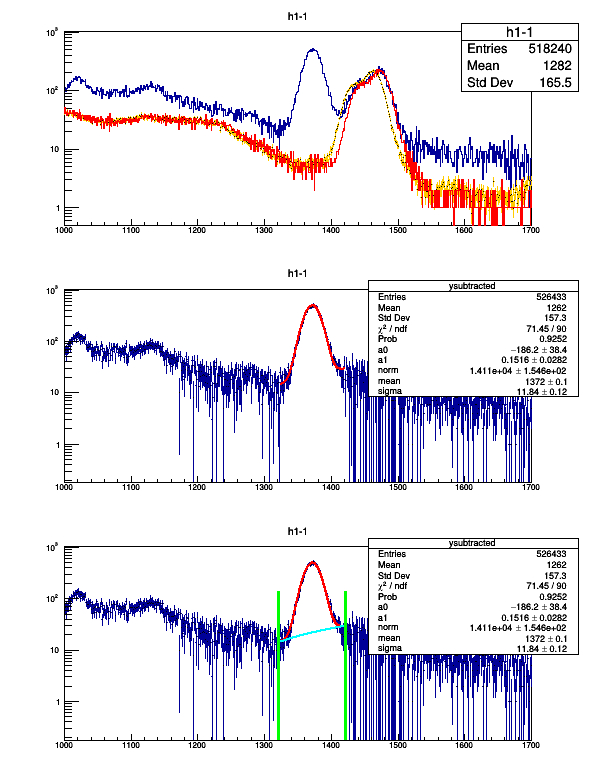 h1-1
h1-1
Entries 518240
Mean 1282
Std Dev 165.5
10³
10²
10
1
1000 1100 1200 1300 1400 1500 1600 1700
h1-1
ysubtracted
Entries 526433
Mean 1262
Std Dev 157.3
χ² / ndf 71.45 / 90
Prob 0.9252
a0 −186.2 ± 38.4
a1 0.1516 ± 0.0282
norm 1.411e+04 ± 1.546e+02
mean 1372 ± 0.1
sigma 11.84 ± 0.12
10³
10²
10
1
1000 1100 1200 1300 1400 1500 1600 1700
h1-1
ysubtracted
Entries 526433
Mean 1262
Std Dev 157.3
χ² / ndf 71.45 / 90
Prob 0.9252
a0 −186.2 ± 38.4
a1 0.1516 ± 0.0282
norm 1.411e+04 ± 1.546e+02
mean 1372 ± 0.1
sigma 11.84 ± 0.12
10³
10²
10
1
1000 1100 1200 1300 1400 1500 1600 1700